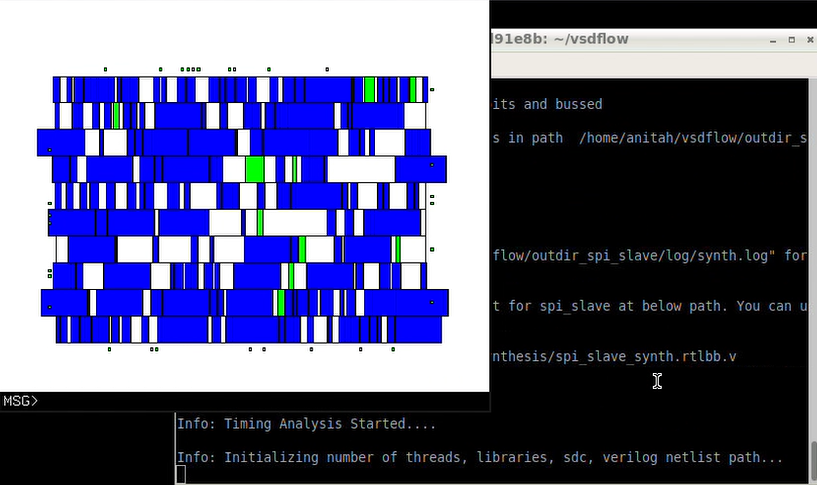 d91e8b: ~/vsdflow
its and bussed
s in path  /home/anitah/vsdflow/outdir_s
flow/outdir_spi_slave/log/synth.log" for
t for spi_slave at below path. You can u
nthesis/spi_slave_synth.rtlbb.v
MSG>
Info: Timing Analysis Started....
Info: Initializing number of threads, libraries, sdc, verilog netlist path...